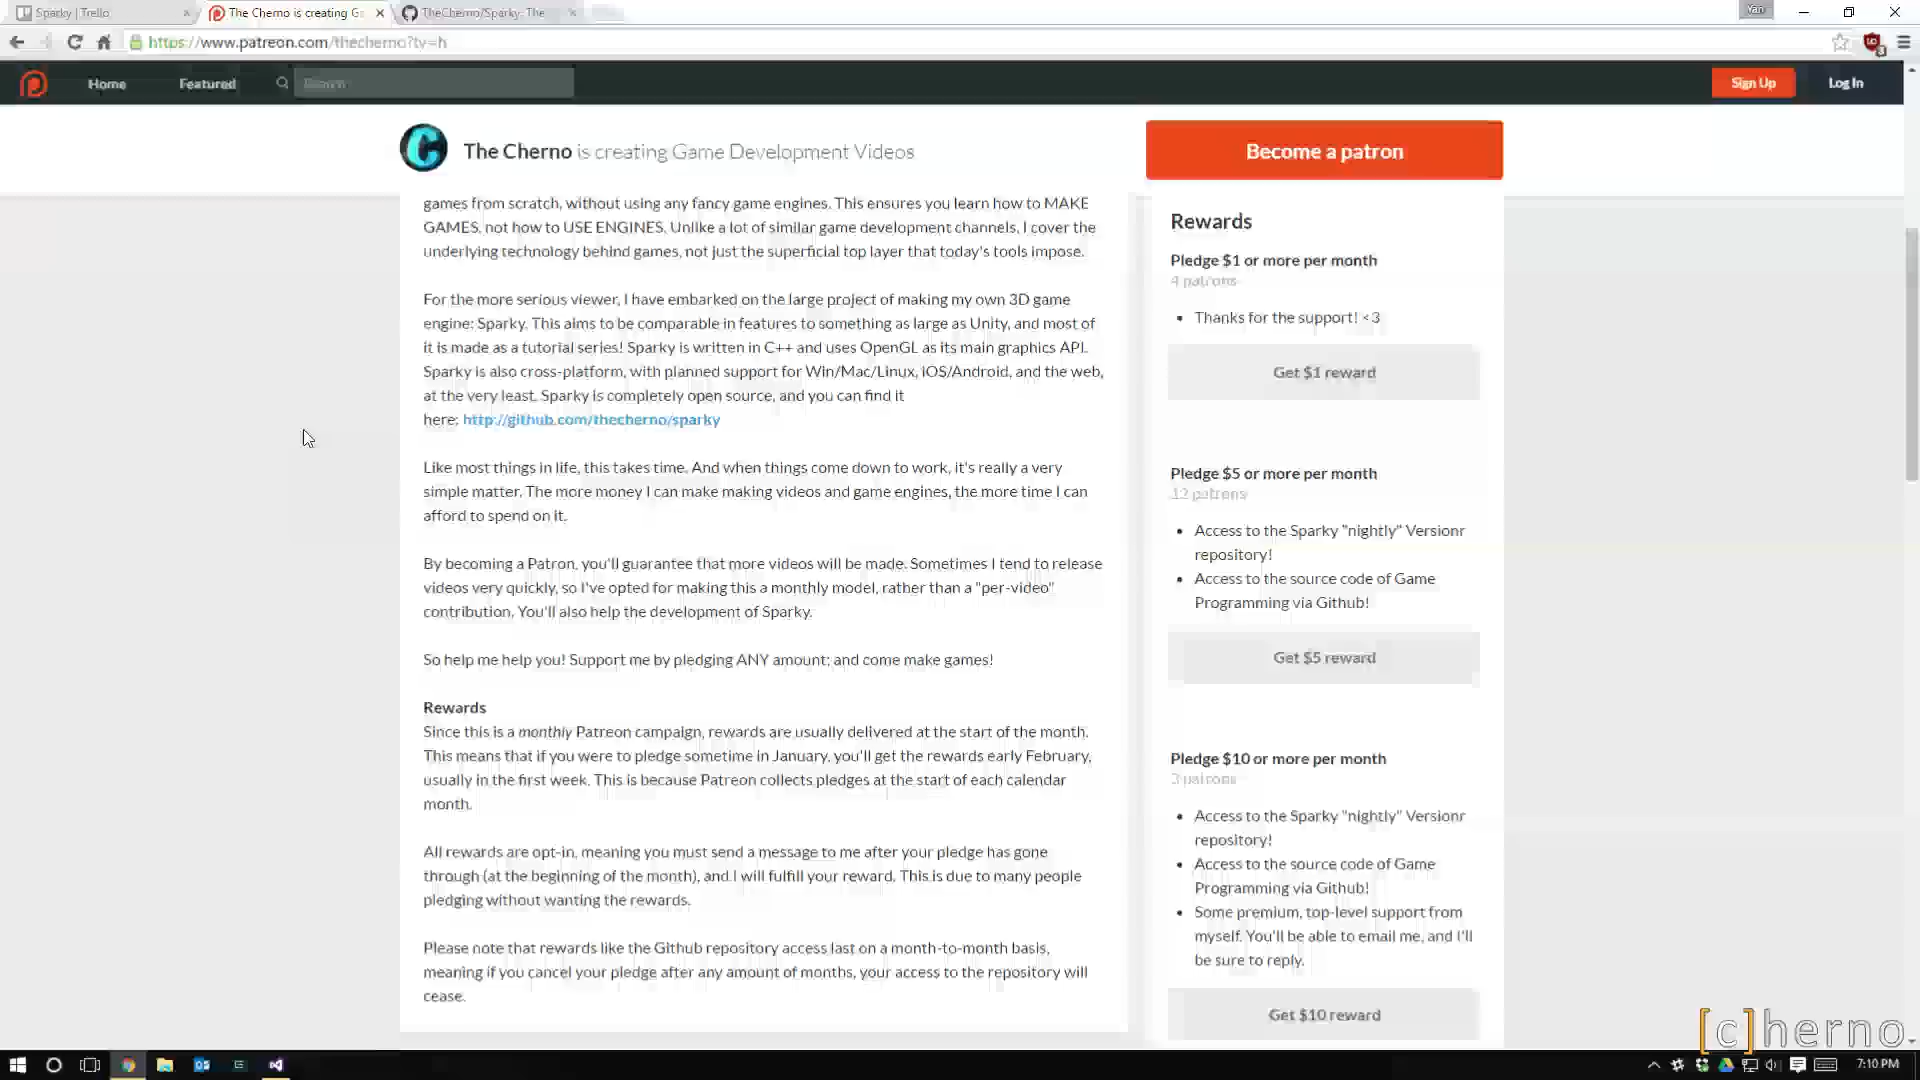 Sparky | Trello
The Cherno is creating Ga
TheCherno/Sparky: The
Yan
https://www.patreon.com/thecherno?ty=h
Home
Featured
Search
Sign Up
Log In
The Cherno is creating Game Development Videos
Become a patron
games from scratch, without using any fancy game engines. This ensures you learn how to MAKE
GAMES, not how to USE ENGINES. Unlike a lot of similar game development channels, I cover the
underlying technology behind games, not just the superficial top layer that today's tools impose.
For the more serious viewer, I have embarked on the large project of making my own 3D game
engine: Sparky. This aims to be comparable in features to something as large as Unity, and most of
it is made as a tutorial series! Sparky is written in C++ and uses OpenGL as its main graphics API.
Sparky is also cross-platform, with planned support for Win/Mac/Linux, iOS/Android, and the web,
at the very least. Sparky is completely open source, and you can find it
here: http://github.com/thecherno/sparky
Like most things in life, this takes time. And when things come down to work, it's really a very
simple matter. The more money I can make making videos and game engines, the more time I can
afford to spend on it.
By becoming a Patron, you'll guarantee that more videos will be made. Sometimes I tend to release
videos very quickly, so I've opted for making this a monthly model, rather than a "per-video"
contribution. You'll also help the development of Sparky.
So help me help you! Support me by pledging ANY amount; and come make games!
Rewards
Since this is a monthly Patreon campaign, rewards are usually delivered at the start of the month.
This means that if you were to pledge sometime in January, you'll get the rewards early February,
usually in the first week. This is because Patreon collects pledges at the start of each calendar
month.
All rewards are opt-in, meaning you must send a message to me after your pledge has gone
through (at the beginning of the month), and I will fulfill your reward. This is due to many people
pledging without wanting the rewards.
Please note that rewards like the Github repository access last on a month-to-month basis,
meaning if you cancel your pledge after any amount of months, your access to the repository will
cease.
Rewards
Pledge $1 or more per month
4 patrons
Thanks for the support! <3
Get $1 reward
Pledge $5 or more per month
12 patrons
Access to the Sparky "nightly" Versionr
repository!
Access to the source code of Game
Programming via Github!
Get $5 reward
Pledge $10 or more per month
3 patrons
Access to the Sparky "nightly" Versionr
repository!
Access to the source code of Game
Programming via Github!
Some premium, top-level support from
myself. You'll be able to email me, and I'll
be sure to reply.
Get $10 reward
[c]herno
7:10 PM